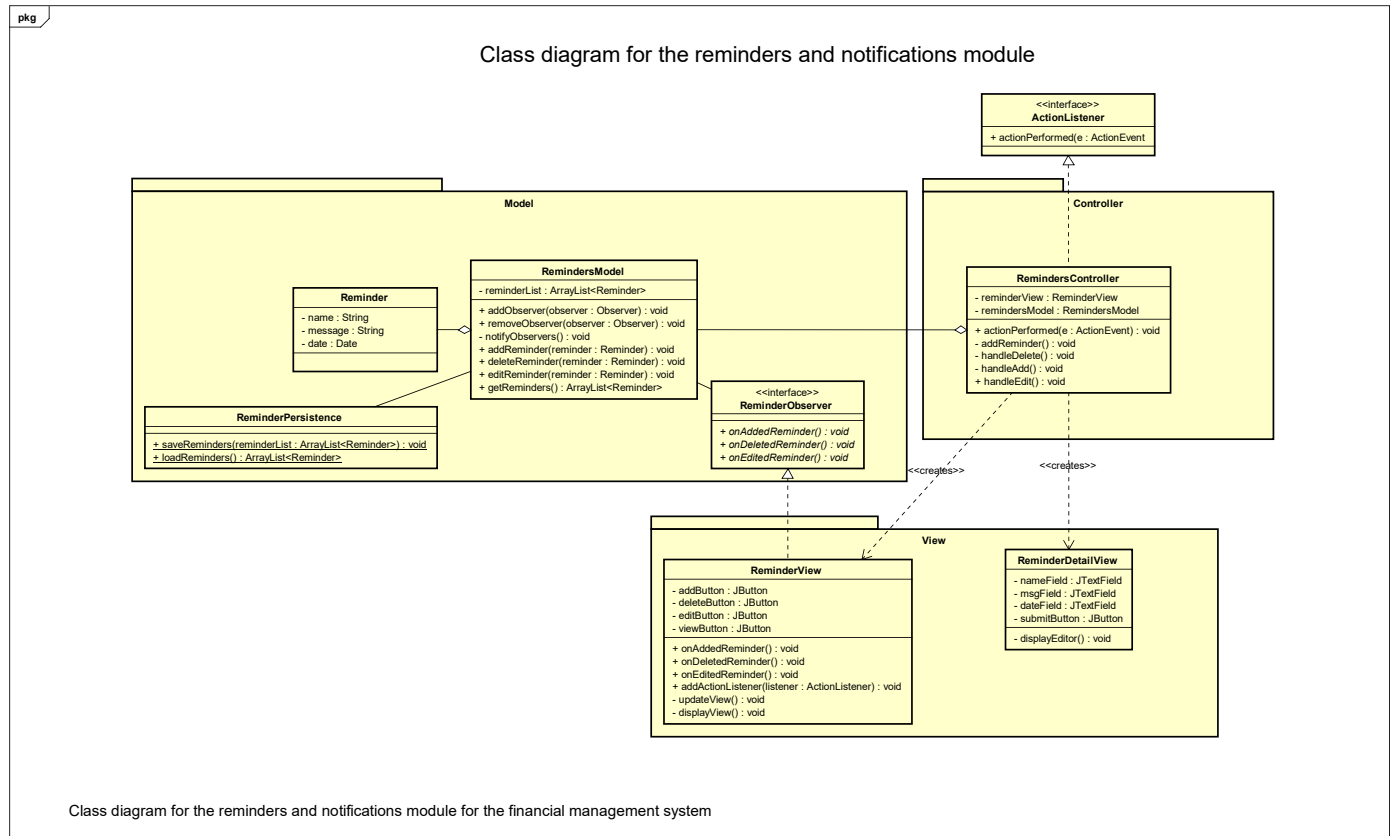 pkg
Class diagram for the reminders and notifications module
<<interface>>
ActionListener
+ actionPerformed(e : ActionEvent
Model
Controller
RemindersModel
- reminderList : ArrayList<Reminder>
+ addObserver(observer : Observer) : void
+ removeObserver(observer : Observer) : void
- notifyObservers() : void
+ addReminder(reminder : Reminder) : void
+ deleteReminder(reminder : Reminder) : void
+ editReminder(reminder : Reminder) : void
+ getReminders() : ArrayList<Reminder>
Reminder
- name : String
- message : String
- date : Date
RemindersController
- reminderView : ReminderView
- remindersModel : RemindersModel
+ actionPerformed(e : ActionEvent) : void
- addReminder() : void
- handleDelete() : void
- handleAdd() : void
+ handleEdit() : void
ReminderPersistence
+ saveReminders(reminderList : ArrayList<Reminder>) : void
+ loadReminders() : ArrayList<Reminder>
<<interface>>
ReminderObserver
+ onAddedReminder() : void
+ onDeletedReminder() : void
+ onEditedReminder() : void
<<creates>>
<<creates>>
View
ReminderView
- addButton : JButton
- deleteButton : JButton
- editButton : JButton
- viewButton : JButton
+ onAddedReminder() : void
+ onDeletedReminder() : void
+ onEditedReminder() : void
+ addActionListener(listener : ActionListener) : void
- updateView() : void
- displayView() : void
ReminderDetailView
- nameField : JTextField
- msgField : JTextField
- dateField : JTextField
- submitButton : JButton
- displayEditor() : void
Class diagram for the reminders and notifications module for the financial management system